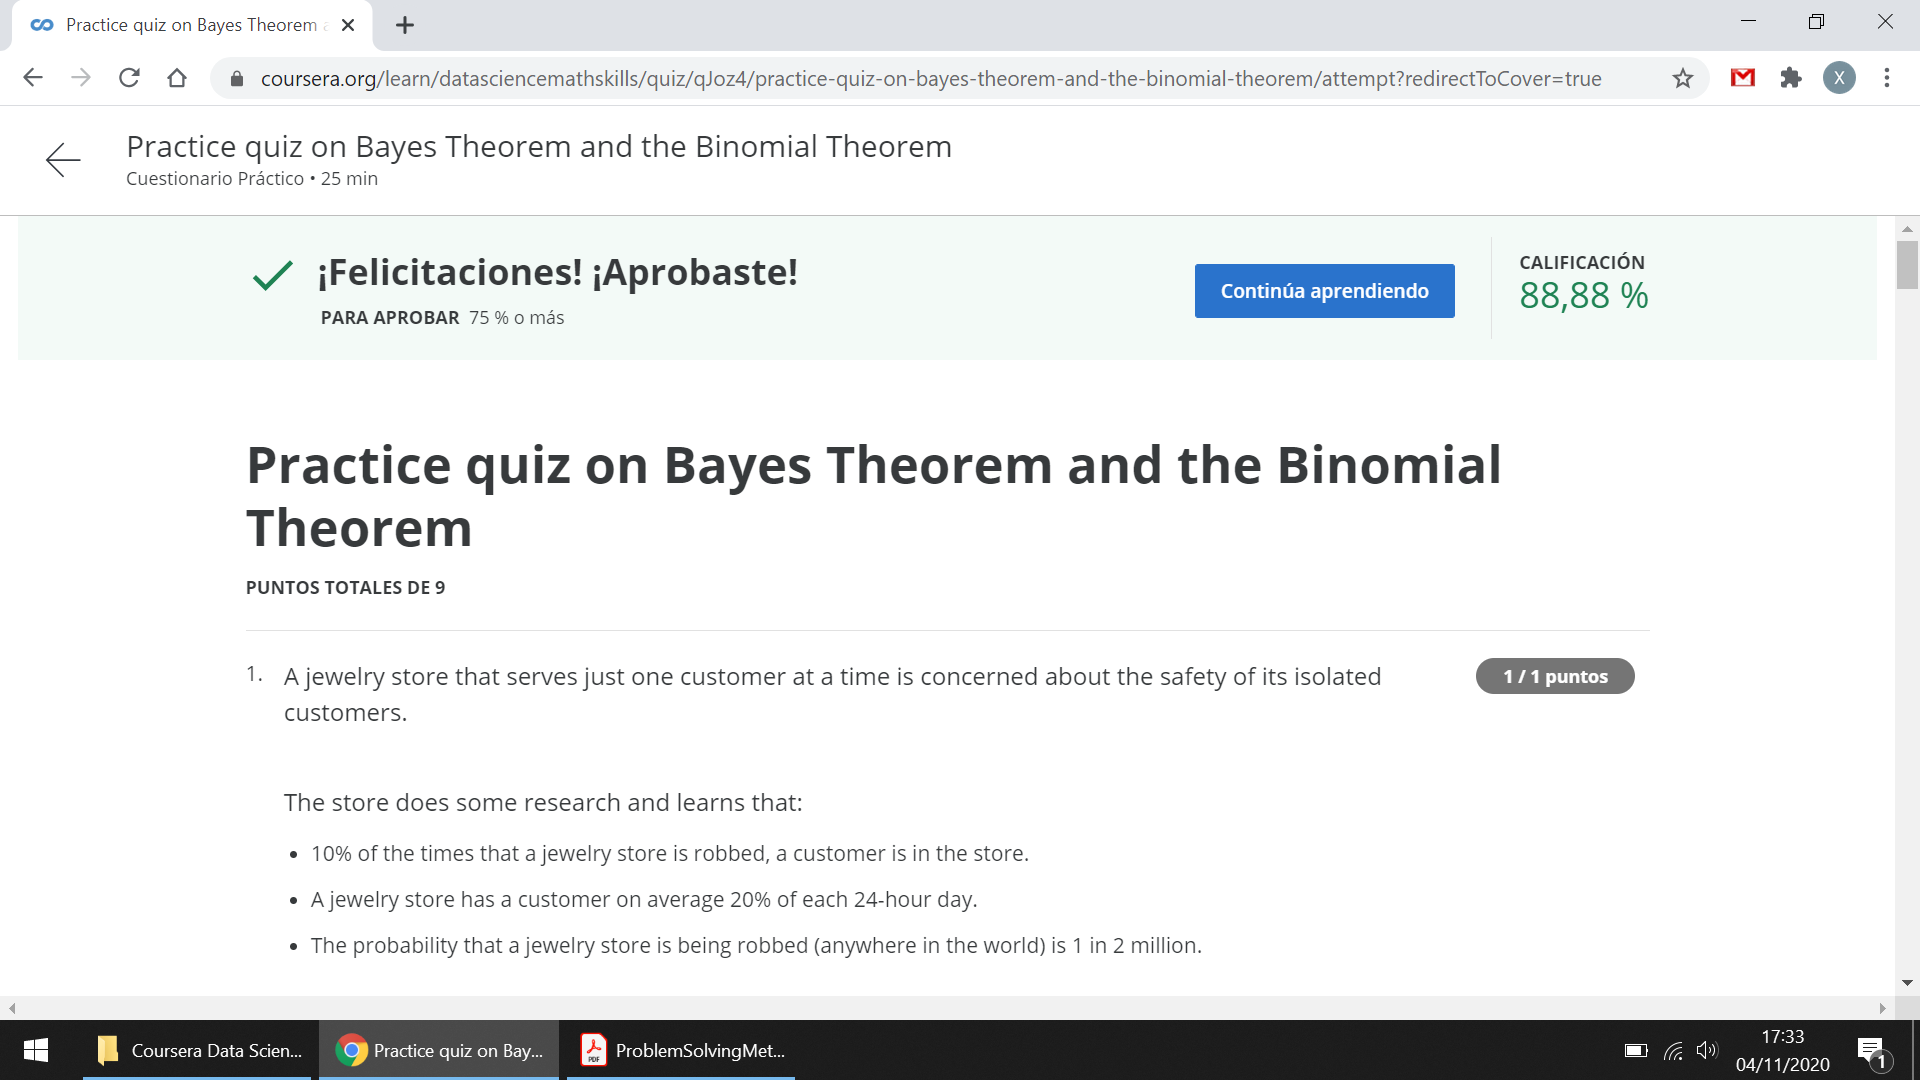 Practice quiz on Bayes Theorem a
coursera.org/learn/datasciencemathskills/quiz/qJoz4/practice-quiz-on-bayes-theorem-and-the-binomial-theorem/attempt?redirectToCover=true
X
Practice quiz on Bayes Theorem and the Binomial Theorem
Cuestionario Práctico • 25 min
¡Felicitaciones! ¡Aprobaste!
PARA APROBAR 75 % o más
Continúa aprendiendo
CALIFICACIÓN
88,88 %
Practice quiz on Bayes Theorem and the Binomial
Theorem
PUNTOS TOTALES DE 9
1. A jewelry store that serves just one customer at a time is concerned about the safety of its isolated
customers.
1 / 1 puntos
The store does some research and learns that:
• 10% of the times that a jewelry store is robbed, a customer is in the store.
• A jewelry store has a customer on average 20% of each 24-hour day.
• The probability that a jewelry store is being robbed (anywhere in the world) is 1 in 2 million.
Coursera Data Scien...
Practice quiz on Bay...
PDF
ProblemSolvingMet...
17:33
04/11/2020
1